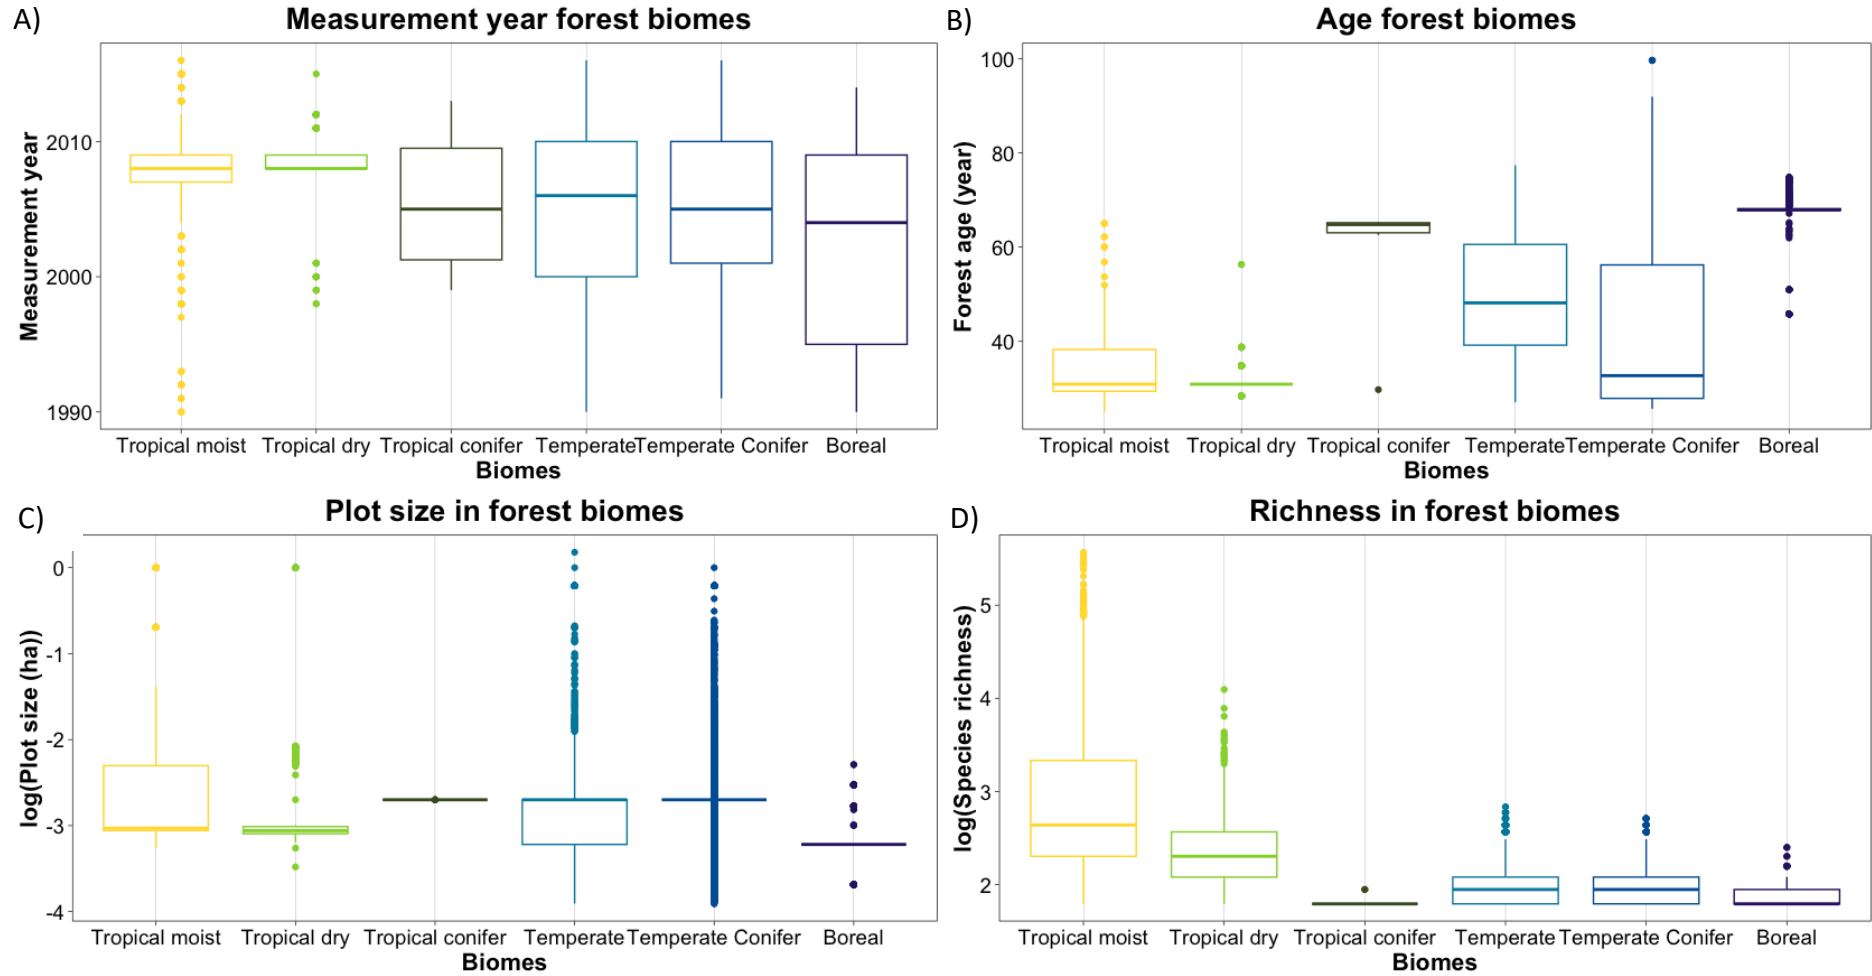 A)
Measurement year forest biomes
Measurement year
2010
2000
1990
Tropical moist Tropical dry Tropical conifer Temperate Temperate Conifer Boreal
Biomes
B)
Age forest biomes
Forest age (year)
100
80
60
40
Tropical moist Tropical dry Tropical conifer Temperate Temperate Conifer Boreal
Biomes
C)
Plot size in forest biomes
log(Plot size (ha))
0
-1
-2
-3
-4
Tropical moist Tropical dry Tropical conifer Temperate Temperate Conifer Boreal
Biomes
D)
Richness in forest biomes
log(Species richness)
5
4
3
2
Tropical moist Tropical dry Tropical conifer Temperate Temperate Conifer Boreal
Biomes